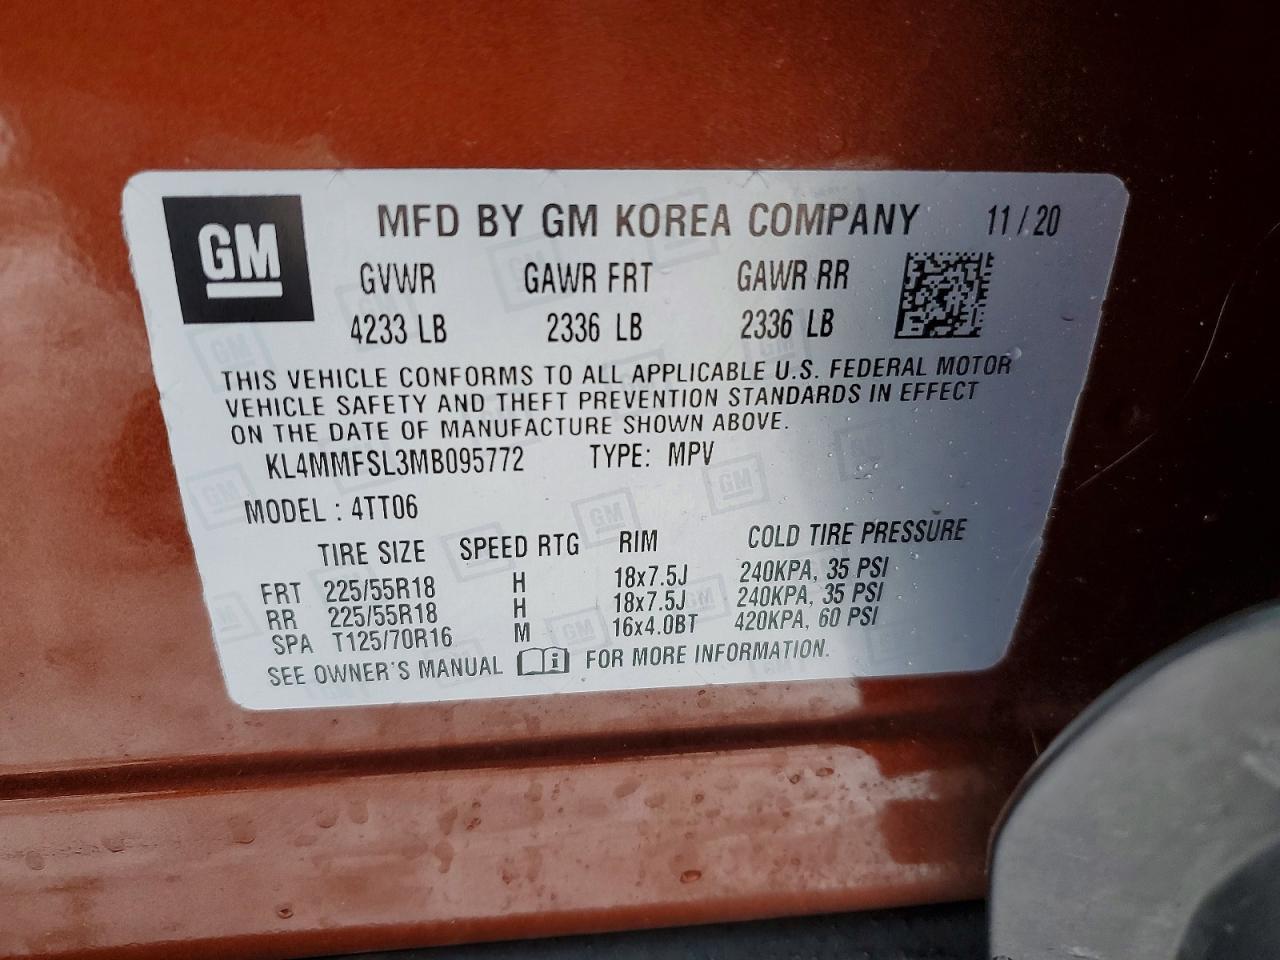 GM MFD BY GM KOREA COMPANY 11/20
GVWR GAWR FRT GAWR RR
4233 LB 2336 LB 2336 LB
THIS VEHICLE CONFORMS TO ALL APPLICABLE U.S. FEDERAL MOTOR
VEHICLE SAFETY AND THEFT PREVENTION STANDARDS IN EFFECT
ON THE DATE OF MANUFACTURE SHOWN ABOVE.
KL4MMFSL3MB095772 TYPE: MPV
MODEL : 4TT06
TIRE SIZE SPEED RTG RIM COLD TIRE PRESSURE
FRT 225/55R18 H 18x7.5J 240KPA, 35 PSI
RR 225/55R18 H 18x7.5J 240KPA, 35 PSI
SPA T125/70R16 M 16x4.0BT 420KPA, 60 PSI
SEE OWNER'S MANUAL i FOR MORE INFORMATION.